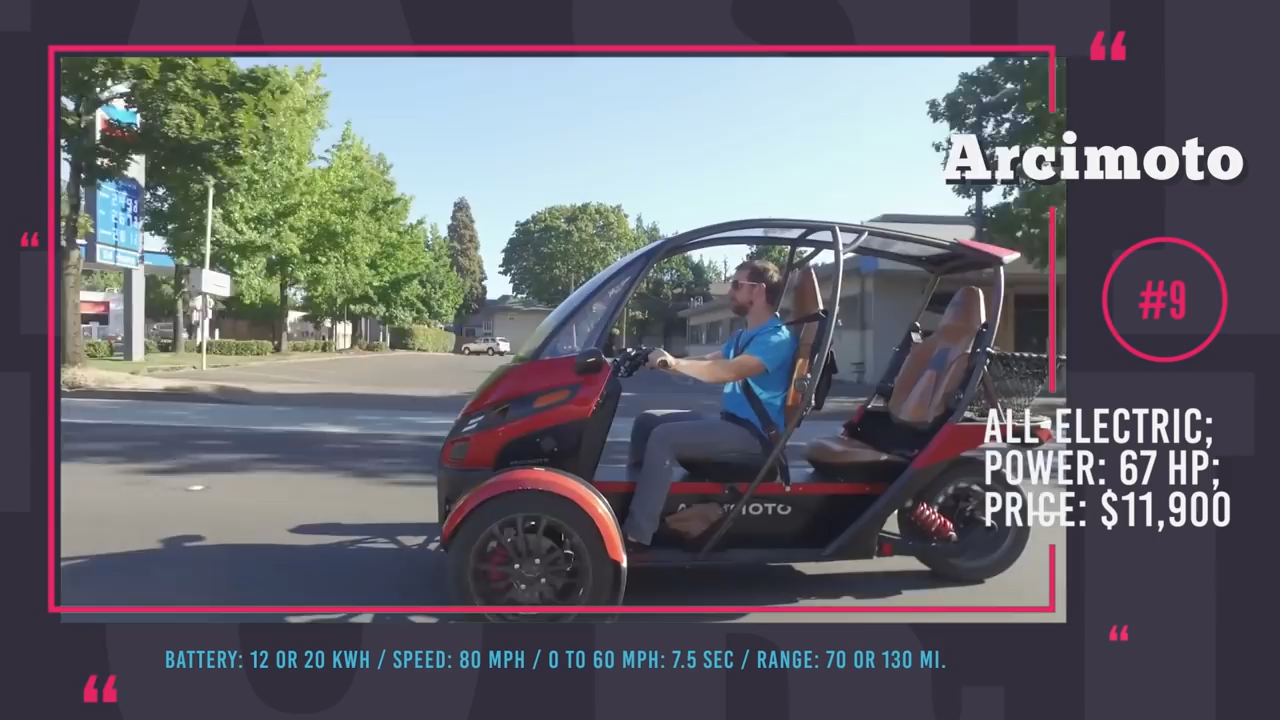 Arcimoto
#9
ALL-ELECTRIC;
POWER: 67 HP;
PRICE: $11,900
ARCIMOTO
BATTERY: 12 OR 20 KWH / SPEED: 80 MPH / 0 TO 60 MPH: 7.5 SEC / RANGE: 70 OR 130 MI.